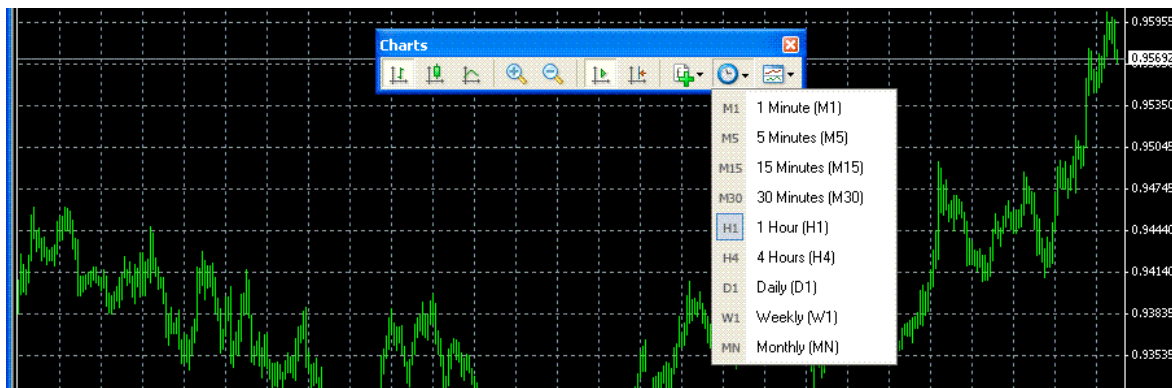 Charts
0.95955
0.95692
0.95350
0.95045
0.94745
0.94440
0.94140
0.93835
0.93535
M1 1 Minute (M1)
M5 5 Minutes (M5)
M15 15 Minutes (M15)
M30 30 Minutes (M30)
H1 1 Hour (H1)
H4 4 Hours (H4)
D1 Daily (D1)
W1 Weekly (W1)
MN Monthly (MN)